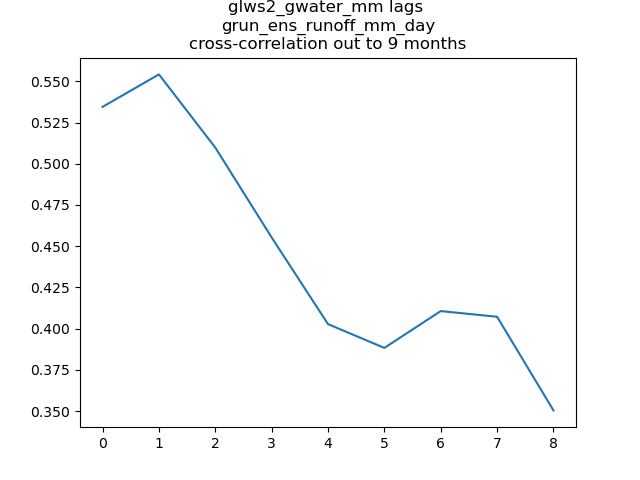 glws2_gwater_mm lags
grun_ens_runoff_mm_day
cross-correlation out to 9 months
0.550
0.525
0.500
0.475
0.450
0.425
0.400
0.375
0.350
0 1 2 3 4 5 6 7 8